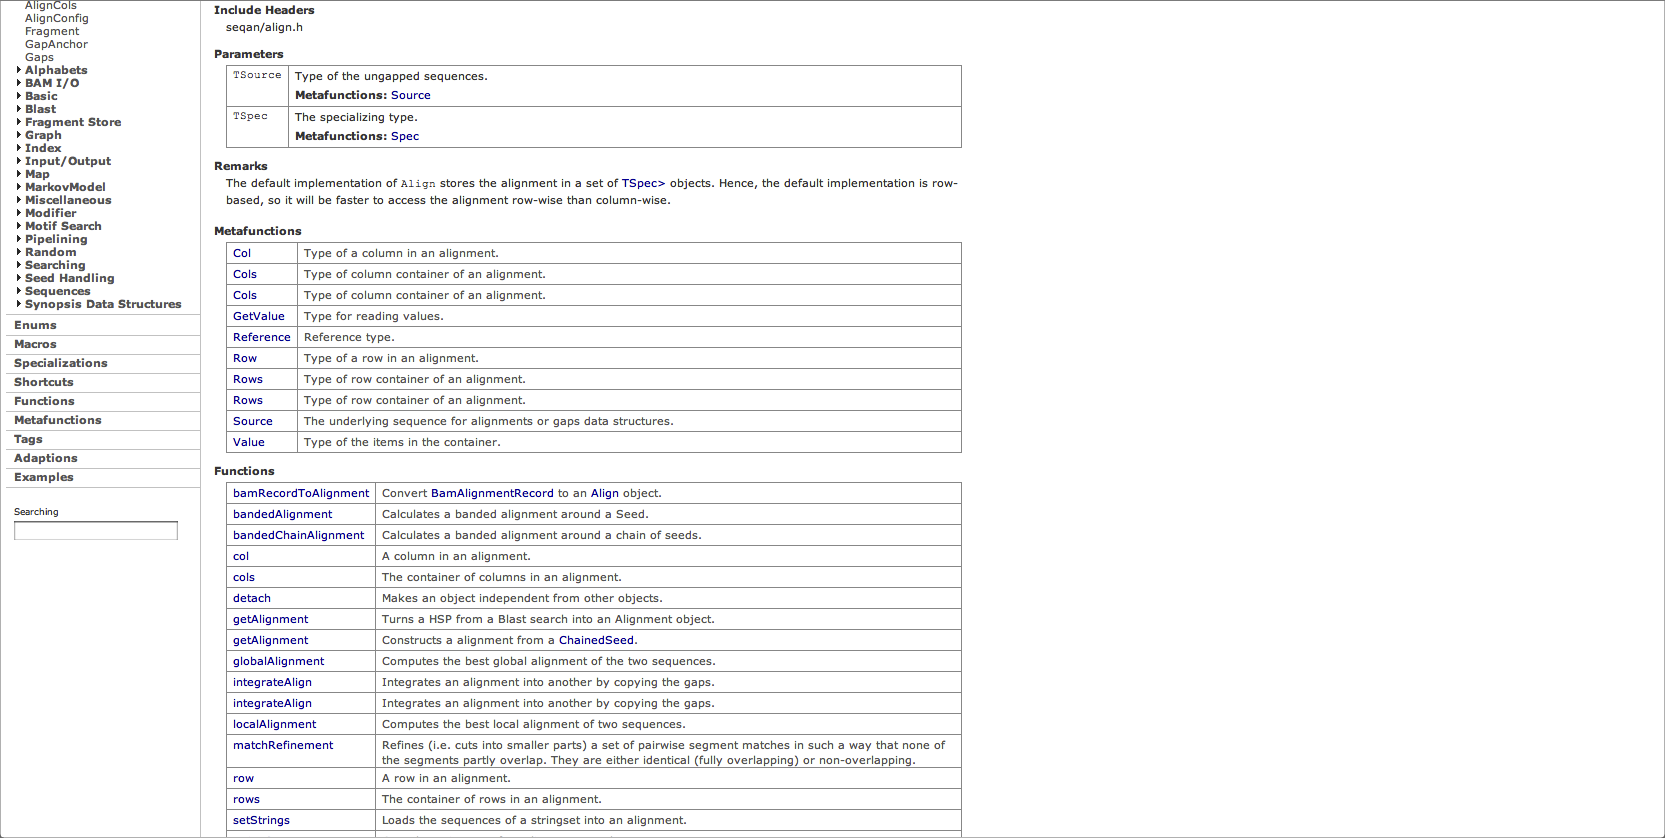 AlignCols
AlignConfig
Fragment
GapAnchor
Gaps
Alphabets
BAM I/O
Basic
Blast
Fragment Store
Graph
Index
Input/Output
Map
MarkovModel
Miscellaneous
Modifier
Motif Search
Pipelining
Random
Searching
Seed Handling
Sequences
Synopsis Data Structures
Enums
Macros
Specializations
Shortcuts
Functions
Metafunctions
Tags
Adaptions
Examples
Searching
Include Headers
seqan/align.h
Parameters
TSource Type of the ungapped sequences.
Metafunctions: Source
TSpec The specializing type.
Metafunctions: Spec
Remarks
The default implementation of Align stores the alignment in a set of TSpec> objects. Hence, the default implementation is row-
based, so it will be faster to access the alignment row-wise than column-wise.
Metafunctions
Col Type of a column in an alignment.
Cols Type of column container of an alignment.
Cols Type of column container of an alignment.
GetValue Type for reading values.
Reference Reference type.
Row Type of a row in an alignment.
Rows Type of row container of an alignment.
Rows Type of row container of an alignment.
Source The underlying sequence for alignments or gaps data structures.
Value Type of the items in the container.
Functions
bamRecordToAlignment Convert BamAlignmentRecord to an Align object.
bandedAlignment Calculates a banded alignment around a Seed.
bandedChainAlignment Calculates a banded alignment around a chain of seeds.
col A column in an alignment.
cols The container of columns in an alignment.
detach Makes an object independent from other objects.
getAlignment Turns a HSP from a Blast search into an Alignment object.
getAlignment Constructs a alignment from a ChainedSeed.
globalAlignment Computes the best global alignment of the two sequences.
integrateAlign Integrates an alignment into another by copying the gaps.
integrateAlign Integrates an alignment into another by copying the gaps.
localAlignment Computes the best local alignment of two sequences.
matchRefinement Refines (i.e. cuts into smaller parts) a set of pairwise segment matches in such a way that none of
the segments partly overlap. They are either identical (fully overlapping) or non-overlapping.
row A row in an alignment.
rows The container of rows in an alignment.
setStrings Loads the sequences of a stringset into an alignment.